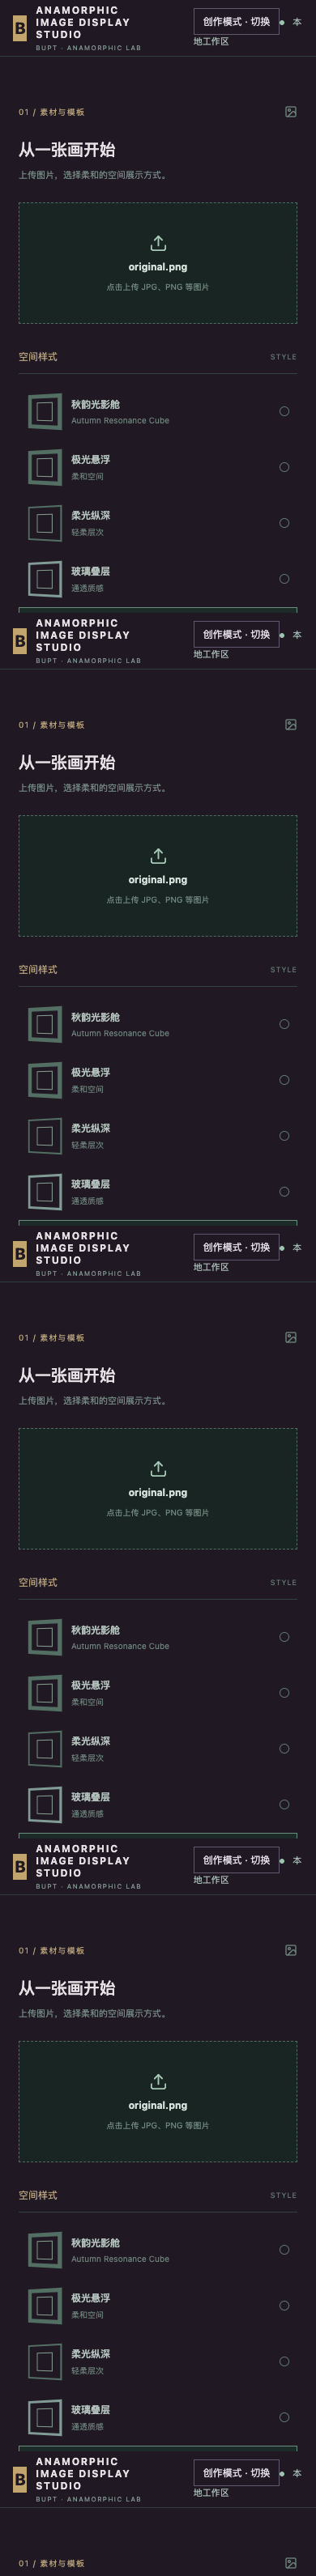 B
ANAMORPHIC
IMAGE DISPLAY
STUDIO
BUPT · ANAMORPHIC LAB
创作模式 · 切换
本
地工作区
01 / 素材与模板
从一张画开始
上传图片，选择柔和的空间展示方式。
original.png
点击上传 JPG、PNG 等图片
空间样式 STYLE
秋韵光影舱
Autumn Resonance Cube
极光悬浮
柔和空间
柔光纵深
轻柔层次
玻璃叠层
通透质感
B
ANAMORPHIC
IMAGE DISPLAY
STUDIO
BUPT · ANAMORPHIC LAB
创作模式 · 切换
本
地工作区
01 / 素材与模板
从一张画开始
上传图片，选择柔和的空间展示方式。
original.png
点击上传 JPG、PNG 等图片
空间样式 STYLE
秋韵光影舱
Autumn Resonance Cube
极光悬浮
柔和空间
柔光纵深
轻柔层次
玻璃叠层
通透质感
B
ANAMORPHIC
IMAGE DISPLAY
STUDIO
BUPT · ANAMORPHIC LAB
创作模式 · 切换
本
地工作区
01 / 素材与模板
从一张画开始
上传图片，选择柔和的空间展示方式。
original.png
点击上传 JPG、PNG 等图片
空间样式 STYLE
秋韵光影舱
Autumn Resonance Cube
极光悬浮
柔和空间
柔光纵深
轻柔层次
玻璃叠层
通透质感
B
ANAMORPHIC
IMAGE DISPLAY
STUDIO
BUPT · ANAMORPHIC LAB
创作模式 · 切换
本
地工作区
01 / 素材与模板
从一张画开始
上传图片，选择柔和的空间展示方式。
original.png
点击上传 JPG、PNG 等图片
空间样式 STYLE
秋韵光影舱
Autumn Resonance Cube
极光悬浮
柔和空间
柔光纵深
轻柔层次
玻璃叠层
通透质感
B
ANAMORPHIC
IMAGE DISPLAY
STUDIO
BUPT · ANAMORPHIC LAB
创作模式 · 切换
本
地工作区
01 / 素材与模板